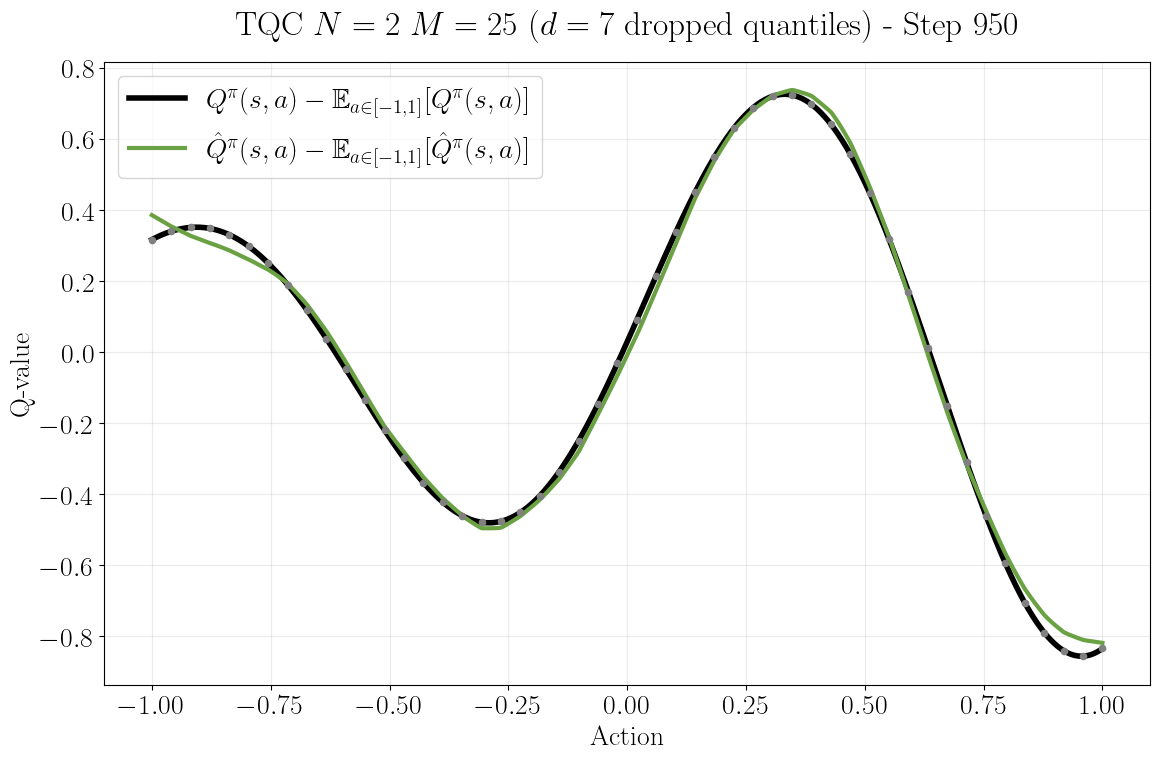 TQC N = 2 M = 25 (d = 7 dropped quantiles) - Step 950
Q^π(s, a) − 𝔼_{a∈[−1,1]}[Q^π(s, a)]
Q̂^π(s, a) − 𝔼_{a∈[−1,1]}[Q̂^π(s, a)]
0.8
0.6
0.4
0.2
0.0
−0.2
−0.4
−0.6
−0.8
Q-value
−1.00 −0.75 −0.50 −0.25 0.00 0.25 0.50 0.75 1.00
Action